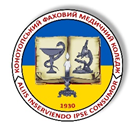 КОНОТОПСЬКИЙ ФАХОВИЙ МЕДИЧНИЙ КОЛЕДЖ
1930
ALIIS INSERVIENDO IPSE CONSUMOR